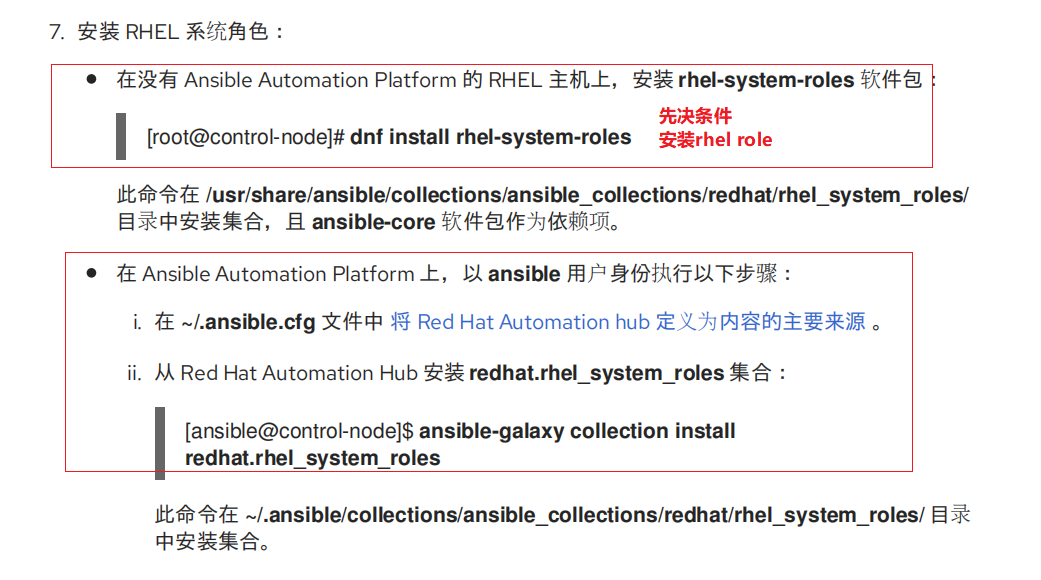 7. 安装 RHEL 系统角色：
● 在没有 Ansible Automation Platform 的 RHEL 主机上，安装 rhel-system-roles 软件包：
[root@control-node]# dnf install rhel-system-roles
先决条件
安装rhel role
此命令在 /usr/share/ansible/collections/ansible_collections/redhat/rhel_system_roles/
目录中安装集合，且 ansible-core 软件包作为依赖项。
● 在 Ansible Automation Platform 上，以 ansible 用户身份执行以下步骤：
i. 在 ~/.ansible.cfg 文件中 将 Red Hat Automation hub 定义为内容的主要来源 。
ii. 从 Red Hat Automation Hub 安装 redhat.rhel_system_roles 集合：
[ansible@control-node]$ ansible-galaxy collection install
redhat.rhel_system_roles
此命令在 ~/.ansible/collections/ansible_collections/redhat/rhel_system_roles/ 目录
中安装集合。